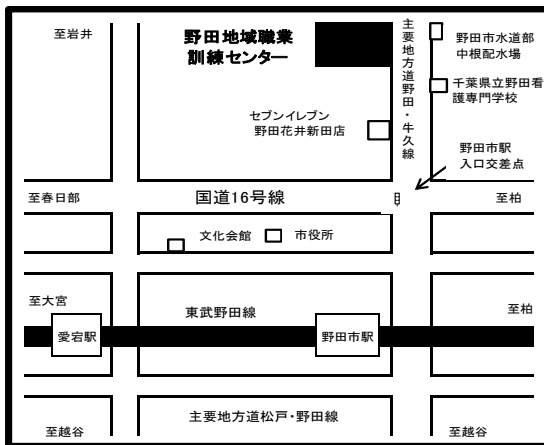 至岩井
野田地域職業
訓練センター
主要地方道野田・牛久線
野田市水道部
中根配水場
千葉県立野田看
護専門学校
セブンイレブン
野田花井新田店
野田市駅
入口交差点
至春日部
国道16号線
至柏
文化会館
市役所
至大宮
東武野田線
至柏
愛宕駅
野田市駅
主要地方道松戸・野田線
至越谷
至越谷